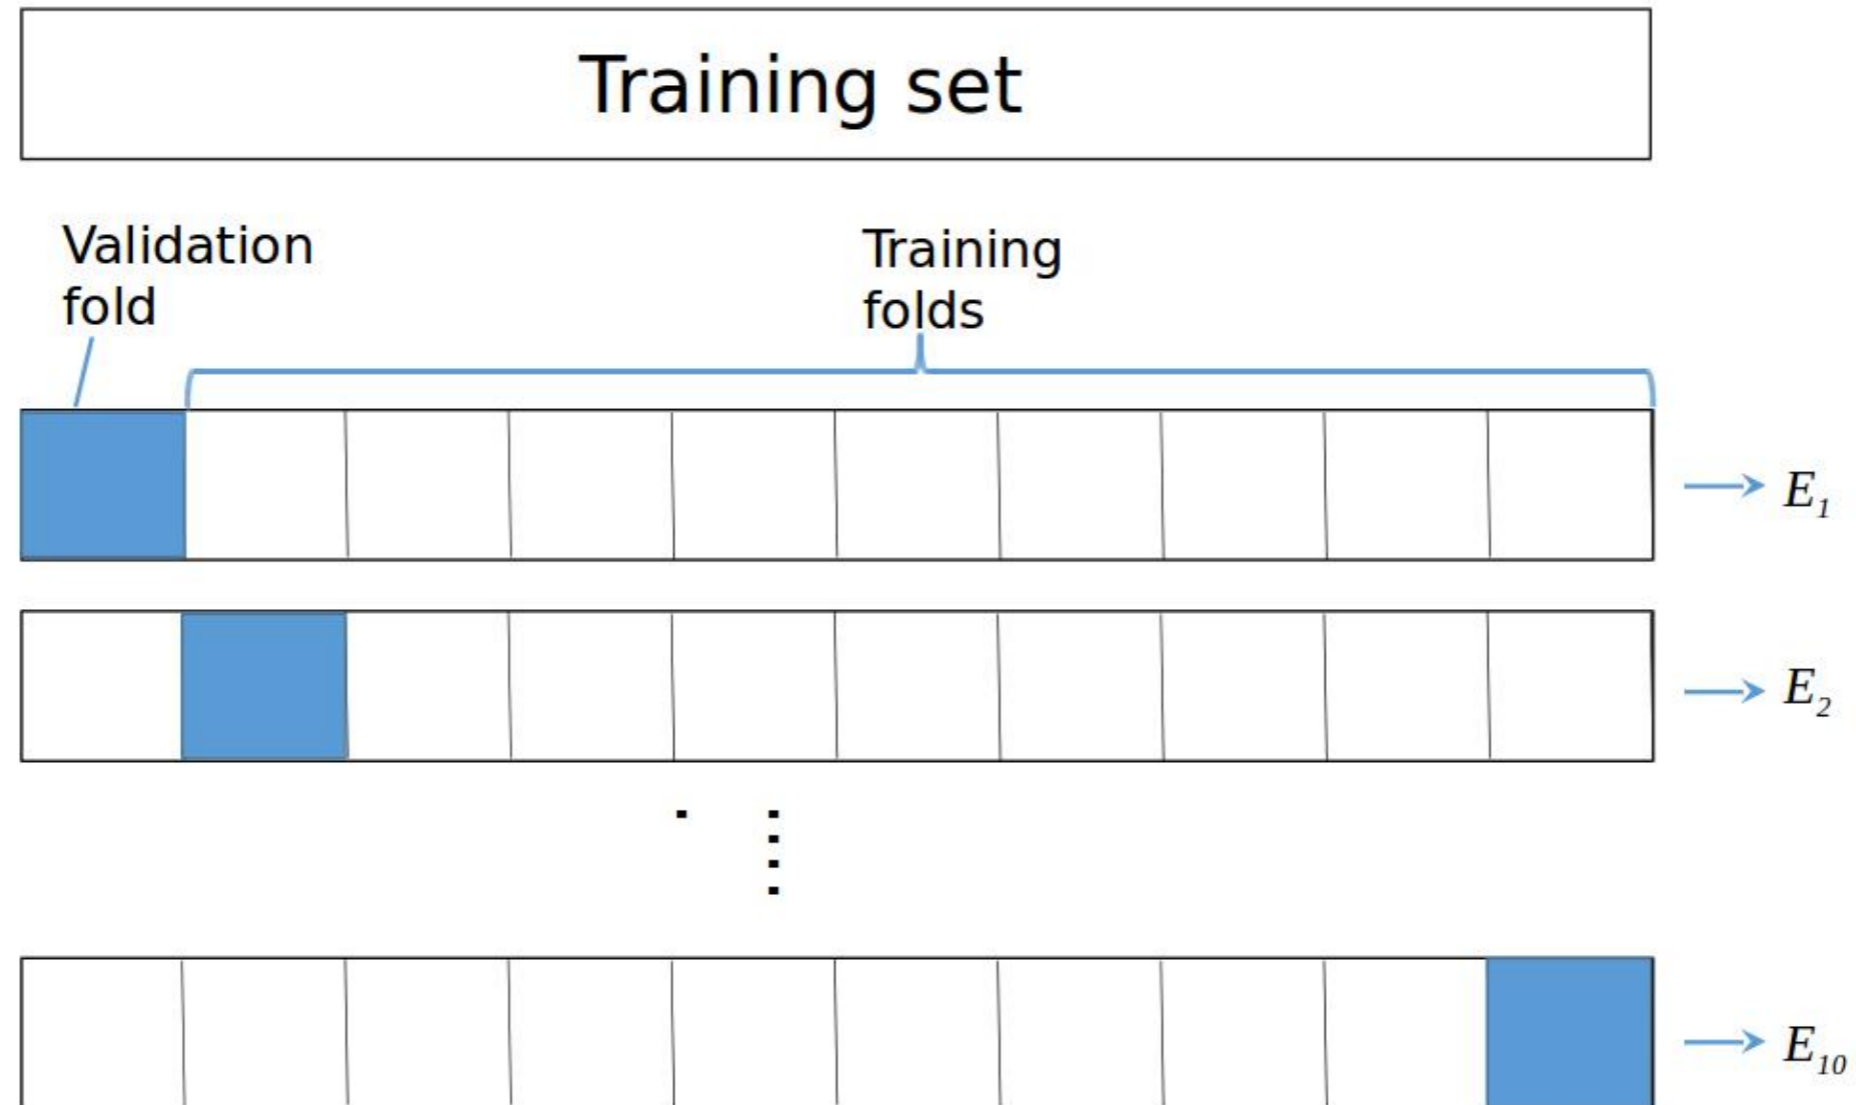 Training set
Validation
fold
Training
folds
E1
E2
E10